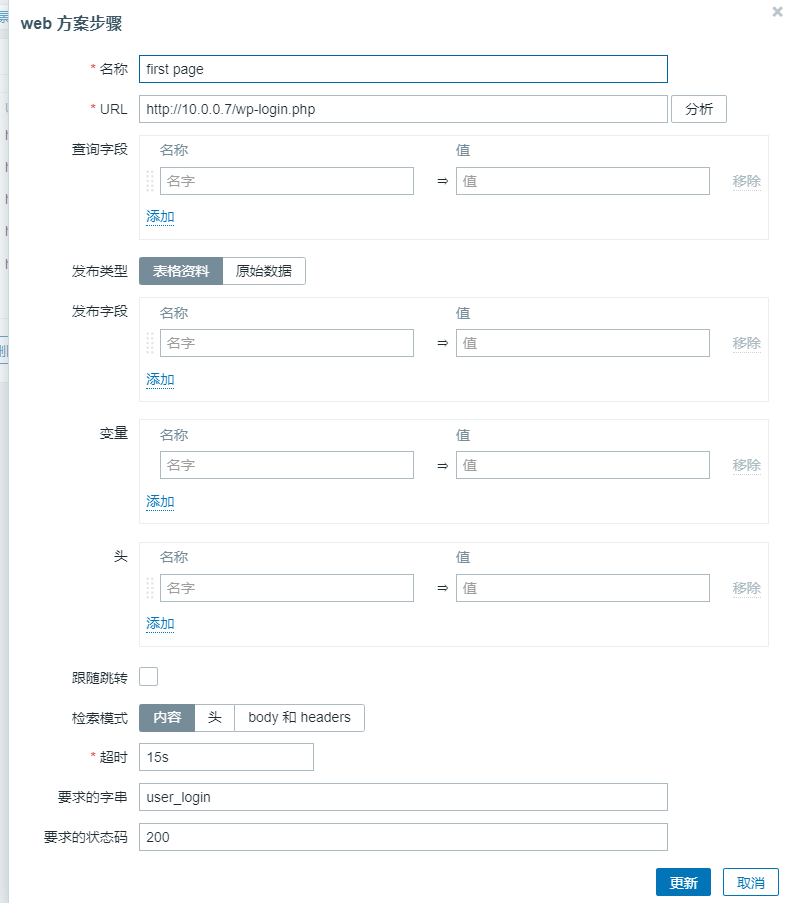 web 方案步骤
* 名称 first page
* URL http://10.0.0.7/wp-login.php 分析
查询字段 名称 值
名字 ⇒ 值 移除
添加
发布类型 表格资料 原始数据
发布字段 名称 值
名字 ⇒ 值 移除
添加
变量 名称 值
名字 ⇒ 值 移除
添加
头 名称 值
名字 ⇒ 值 移除
添加
跟随跳转
检索模式 内容 头 body 和 headers
* 超时 15s
要求的字串 user_login
要求的状态码 200
更新 取消